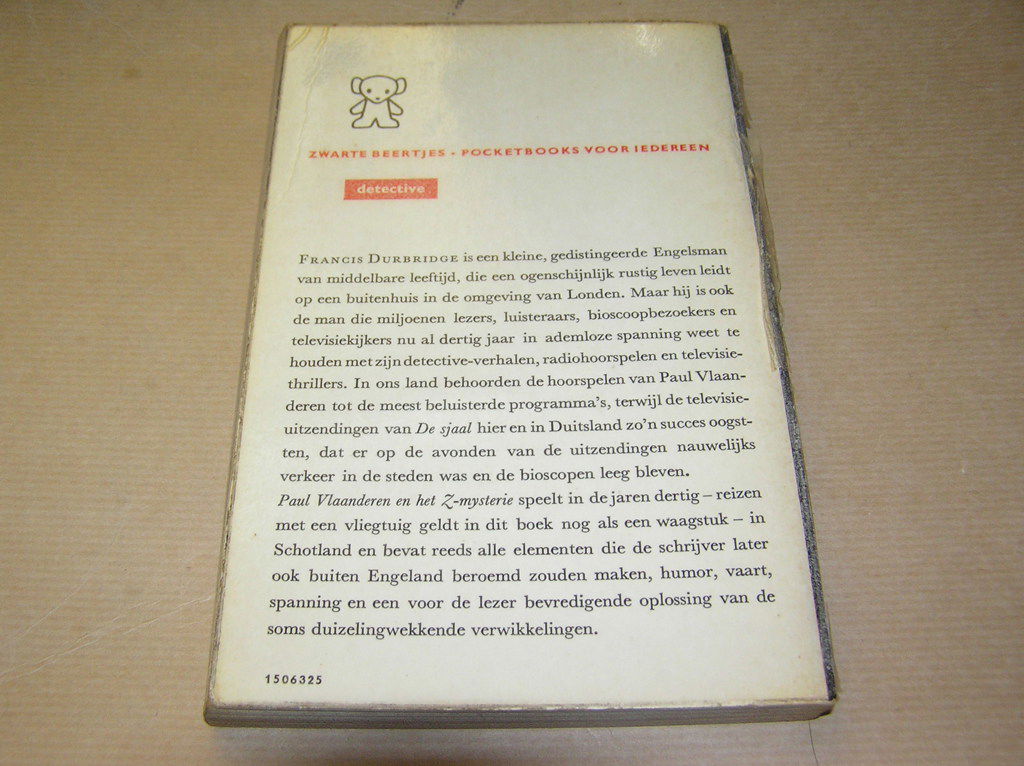 ZWARTE BEERTJES - POCKETBOOKS VOOR IEDEREEN
detective
FRANCIS DURBRIDGE is een kleine, gedistingeerde Engelsman
van middelbare leeftijd, die een ogenschijnlijk rustig leven leidt
op een buitenhuis in de omgeving van Londen. Maar hij is ook
de man die miljoenen lezers, luisteraars, bioscoopbezoekers en
televisiekijkers nu al dertig jaar in ademloze spanning weet te
houden met zijn detective-verhalen, radiohoorspelen en televisie-
thrillers. In ons land behoorden de hoorspelen van Paul Vlaan-
deren tot de meest beluisterde programma's, terwijl de televisie-
uitzendingen van De sjaal hier en in Duitsland zo'n succes oogst-
ten, dat er op de avonden van de uitzendingen nauwelijks
verkeer in de steden was en de bioscopen leeg bleven.
Paul Vlaanderen en het Z-mysterie speelt in de jaren dertig – reizen
met een vliegtuig geldt in dit boek nog als een waagstuk – in
Schotland en bevat reeds alle elementen die de schrijver later
ook buiten Engeland beroemd zouden maken, humor, vaart,
spanning en een voor de lezer bevredigende oplossing van de
soms duizelingwekkende verwikkelingen.
1506325